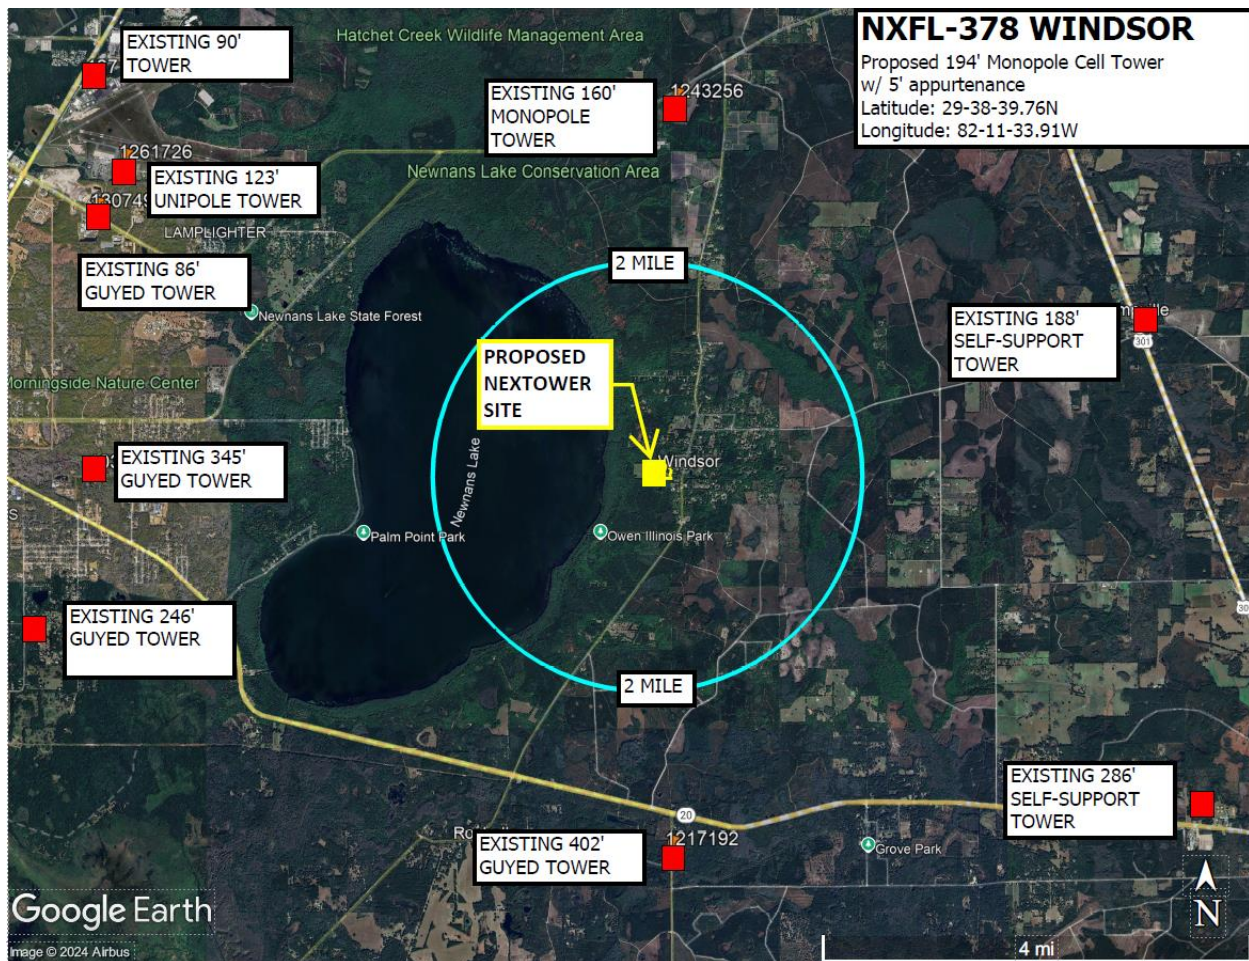 NXFL-378 WINDSOR
Proposed 194' Monopole Cell Tower
w/ 5' appurtenance
Latitude: 29-38-39.76N
Longitude: 82-11-33.91W
EXISTING 90'
TOWER
Hatchet Creek Wildlife Management Area
EXISTING 160'
MONOPOLE
TOWER
1243256
1261726
EXISTING 123'
UNIPOLE TOWER
Newnans Lake Conservation Area
LAMPLIGHTER
EXISTING 86'
GUYED TOWER
2 MILE
Newnans Lake State Forest
EXISTING 188'
SELF-SUPPORT
TOWER
301
PROPOSED
NEXTOWER
SITE
Morningside Nature Center
EXISTING 345'
GUYED TOWER
Newnans Lake
Windsor
Palm Point Park
Owen Illinois Park
EXISTING 246'
GUYED TOWER
2 MILE
EXISTING 286'
SELF-SUPPORT
TOWER
20
EXISTING 402'
GUYED TOWER
1217192
Grove Park
Google Earth
N
Image © 2024 Airbus
4 mi